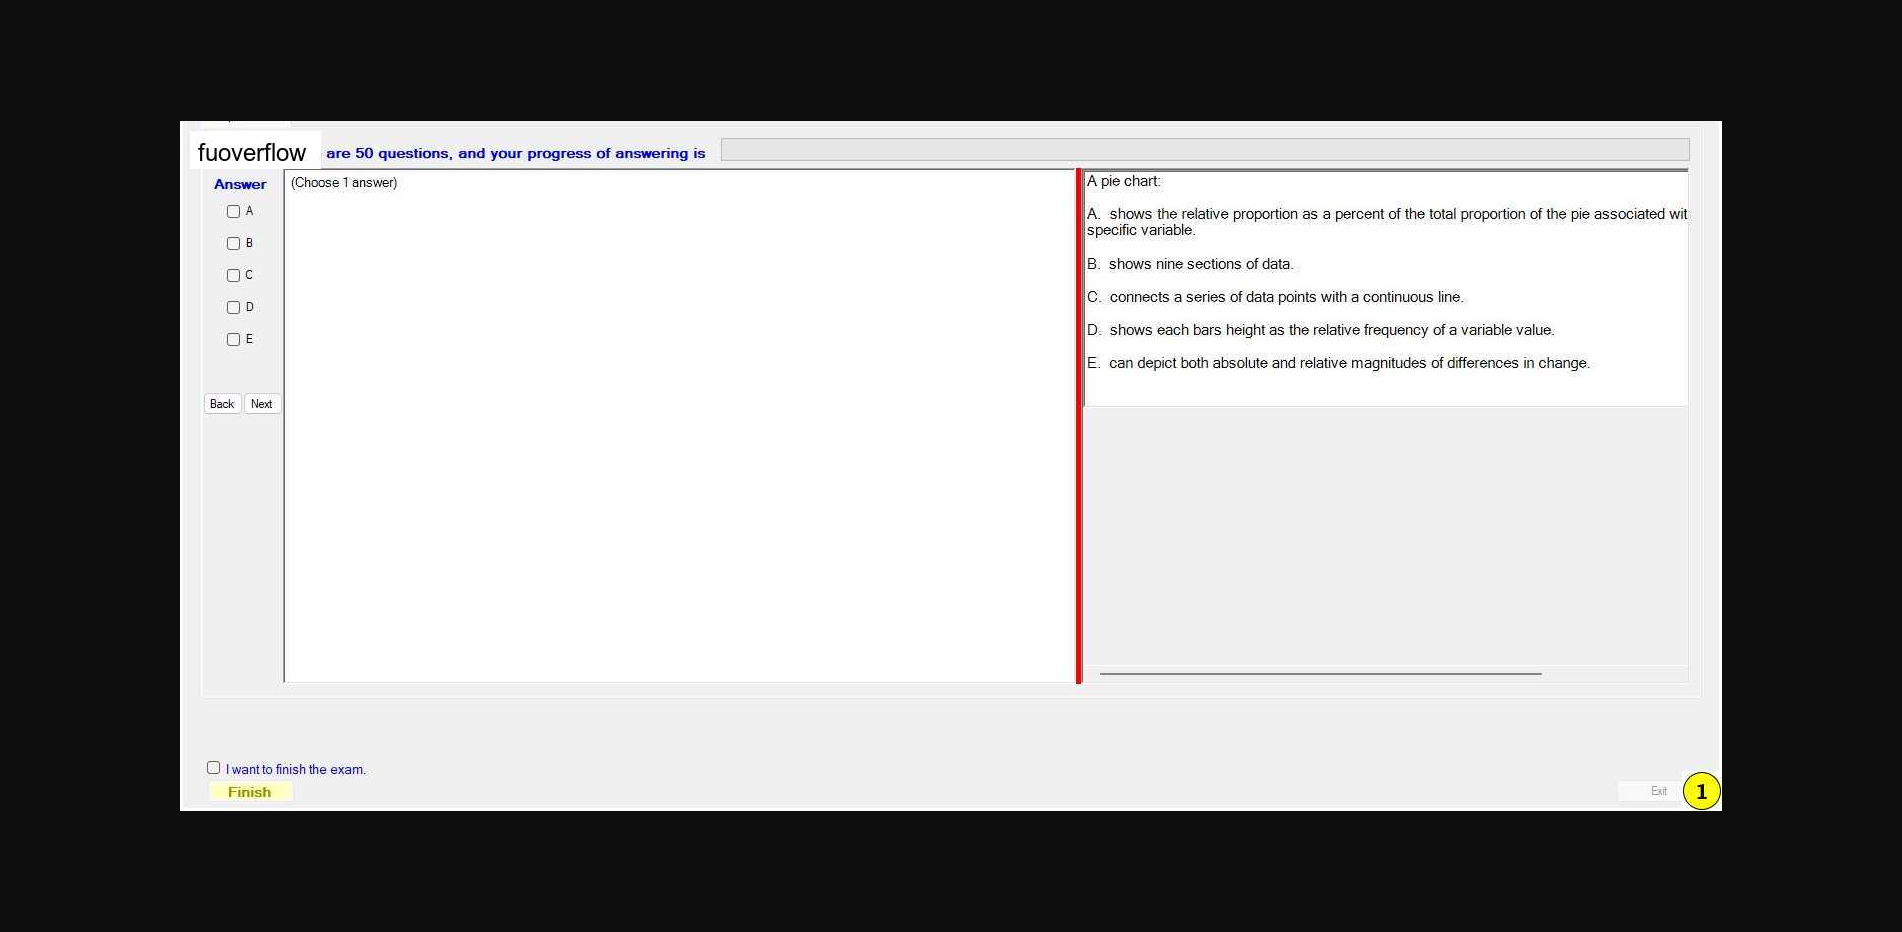 fuoverflow are 50 questions, and your progress of answering is
Answer
(Choose 1 answer)
A
B
C
D
E
Back Next
A pie chart:
A. shows the relative proportion as a percent of the total proportion of the pie associated wit
specific variable.
B. shows nine sections of data.
C. connects a series of data points with a continuous line.
D. shows each bars height as the relative frequency of a variable value.
E. can depict both absolute and relative magnitudes of differences in change.
I want to finish the exam.
Finish
Exit
1